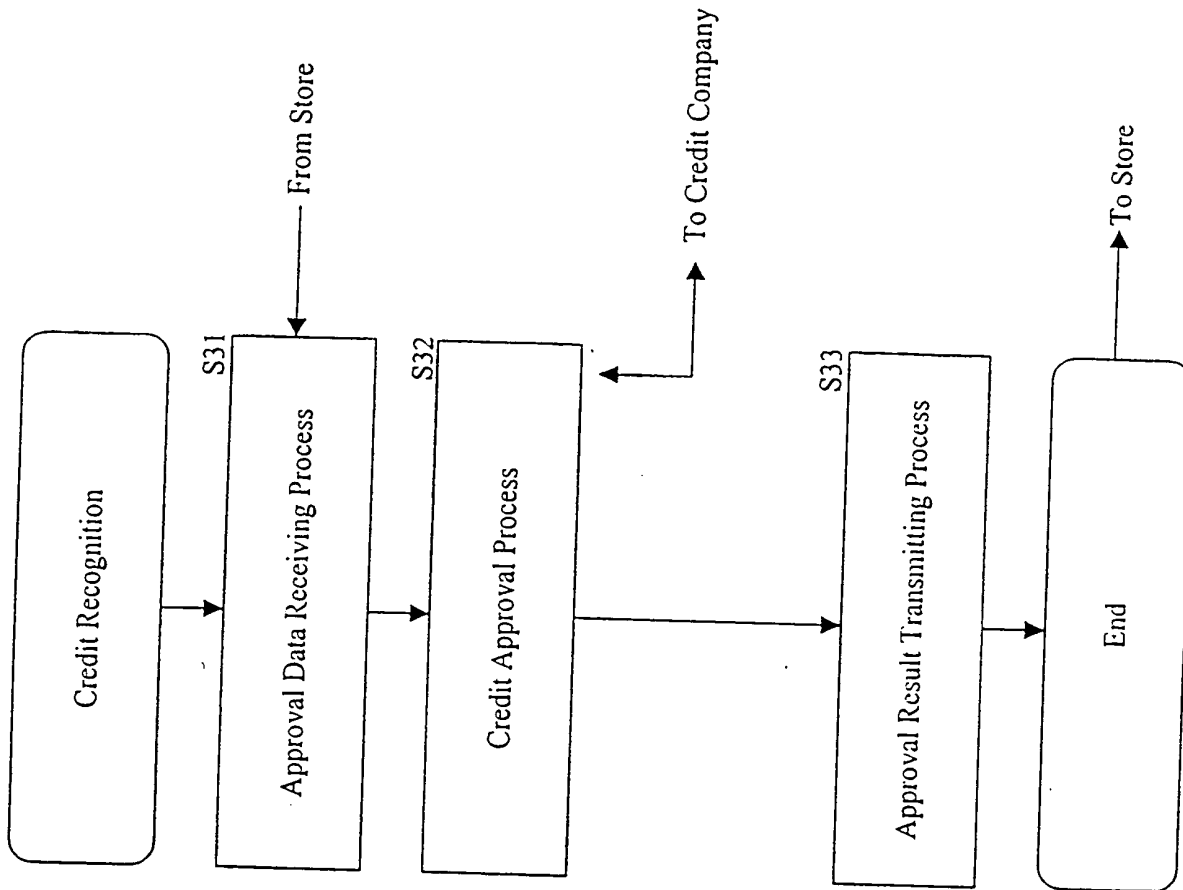 Credit Recognition
S31
Approval Data Receiving Process
From Store
S32
Credit Approval Process
To Credit Company
S33
Approval Result Transmitting Process
End
To Store